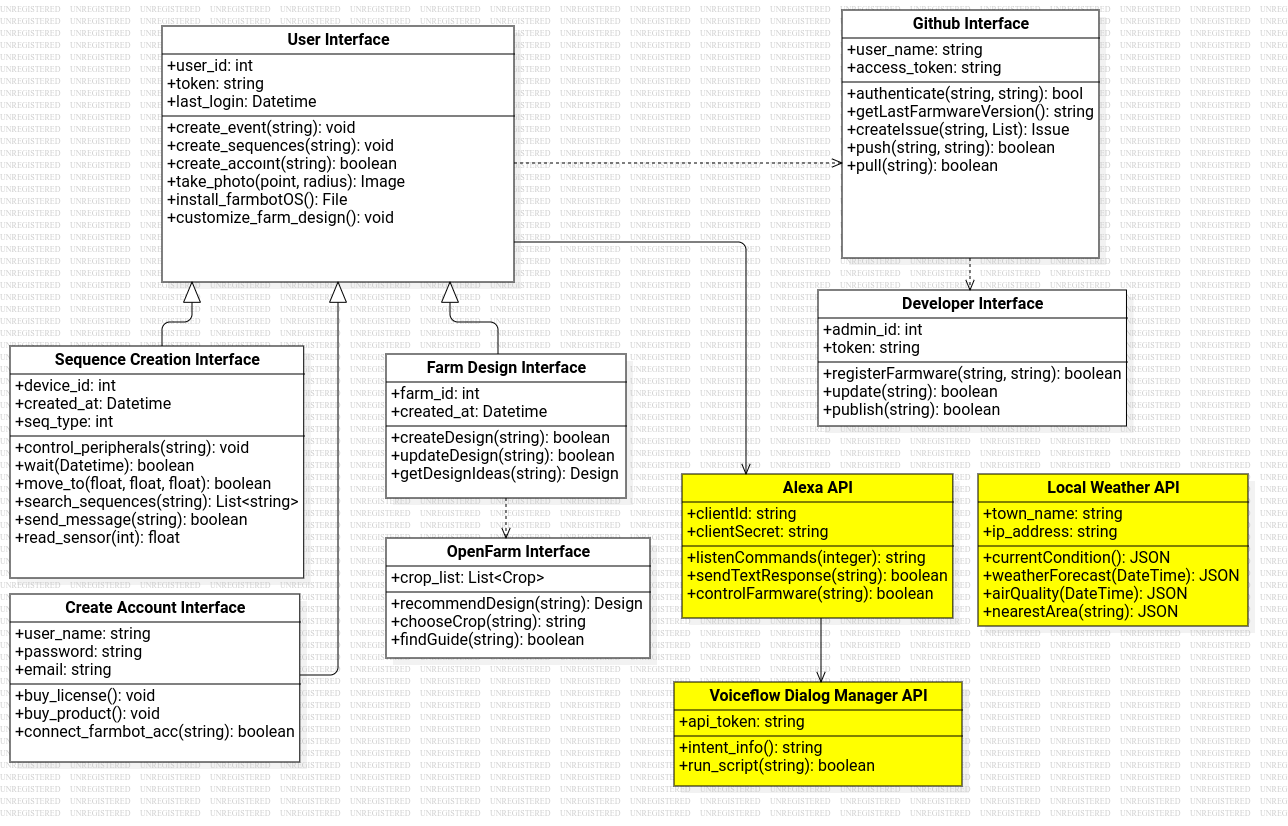 User Interface
+user_id: int
+token: string
+last_login: Datetime
+create_event(string): void
+create_sequences(string): void
+create_account(string): boolean
+take_photo(point, radius): Image
+install_farmbotOS(): File
+customize_farm_design(): void
Github Interface
+user_name: string
+access_token: string
+authenticate(string, string): bool
+getLastFarmwareVersion(): string
+createIssue(string, List): Issue
+push(string, string): boolean
+pull(string): boolean
Developer Interface
+admin_id: int
+token: string
+registerFarmware(string, string): boolean
+update(string): boolean
+publish(string): boolean
Sequence Creation Interface
+device_id: int
+created_at: Datetime
+seq_type: int
+control_peripherals(string): void
+wait(Datetime): boolean
+move_to(float, float, float): boolean
+search_sequences(string): List<string>
+send_message(string): boolean
+read_sensor(int): float
Farm Design Interface
+farm_id: int
+created_at: Datetime
+createDesign(string): boolean
+updateDesign(string): boolean
+getDesignIdeas(string): Design
OpenFarm Interface
+crop_list: List<Crop>
+recommendDesign(string): Design
+chooseCrop(string): string
+findGuide(string): boolean
Create Account Interface
+user_name: string
+password: string
+email: string
+buy_license(): void
+buy_product(): void
+connect_farmbot_acc(string): boolean
Alexa API
+clientId: string
+clientSecret: string
+listenCommands(integer): string
+sendTextResponse(string): boolean
+controlFarmware(string): boolean
Local Weather API
+town_name: string
+ip_address: string
+currentCondition(): JSON
+weatherForecast(DateTime): JSON
+airQuality(DateTime): JSON
+nearestArea(string): JSON
Voiceflow Dialog Manager API
+api_token: string
+intent_info(): string
+run_script(string): boolean
UNREGISTERED